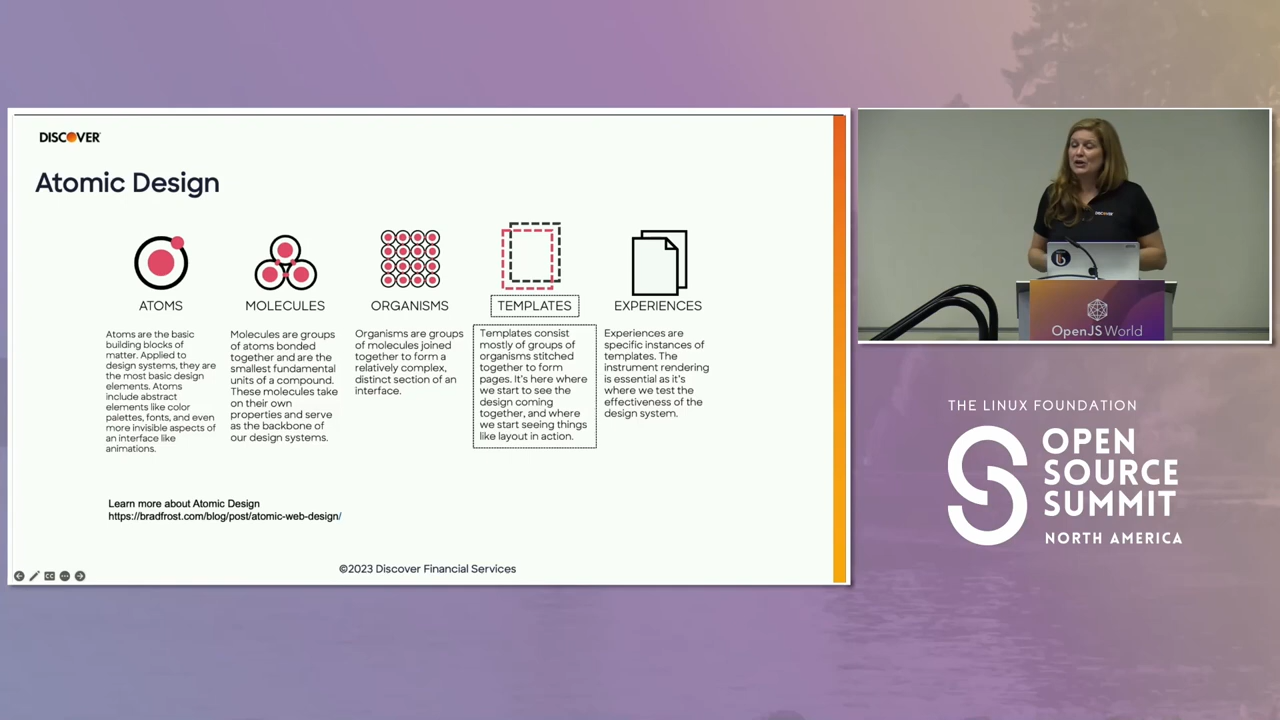 DISCOVER
Atomic Design
ATOMS
Atoms are the basic
building blocks of
matter. Applied to
design systems, they are
the most basic design
elements. Atoms
include abstract
elements like color
palettes, fonts, and even
more invisible aspects of
an interface like
animations.
MOLECULES
Molecules are groups
of atoms bonded
together and are the
smallest fundamental
units of a compound.
These molecules take
on their own
properties and serve
as the backbone of
our design systems.
ORGANISMS
Organisms are groups
of molecules joined
together to form a
relatively complex,
distinct section of an
interface.
TEMPLATES
Templates consist
mostly of groups of
organisms stitched
together to form
pages. It's here where
we start to see the
design coming
together, and where
we start seeing things
like layout in action.
EXPERIENCES
Experiences are
specific instances of
templates. The
instrument rendering
is essential as it's
where we test the
effectiveness of the
design system.
Learn more about Atomic Design
https://bradfrost.com/blog/post/atomic-web-design/
©2023 Discover Financial Services
CC
DISCOVER
OpenJS World
THE LINUX FOUNDATION
OPEN
SOURCE
SUMMIT
NORTH AMERICA